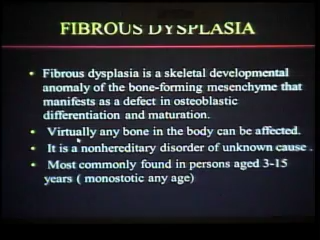 FIBROUS DYSPLASIA
• Fibrous dysplasia is a skeletal developmental
anomaly of the bone-forming mesenchyme that
manifests as a defect in osteoblastic
differentiation and maturation.
• Virtually any bone in the body can be affected.
• It is a nonhereditary disorder of unknown cause .
• Most commonly found in persons aged 3-15
years ( monostotic any age)